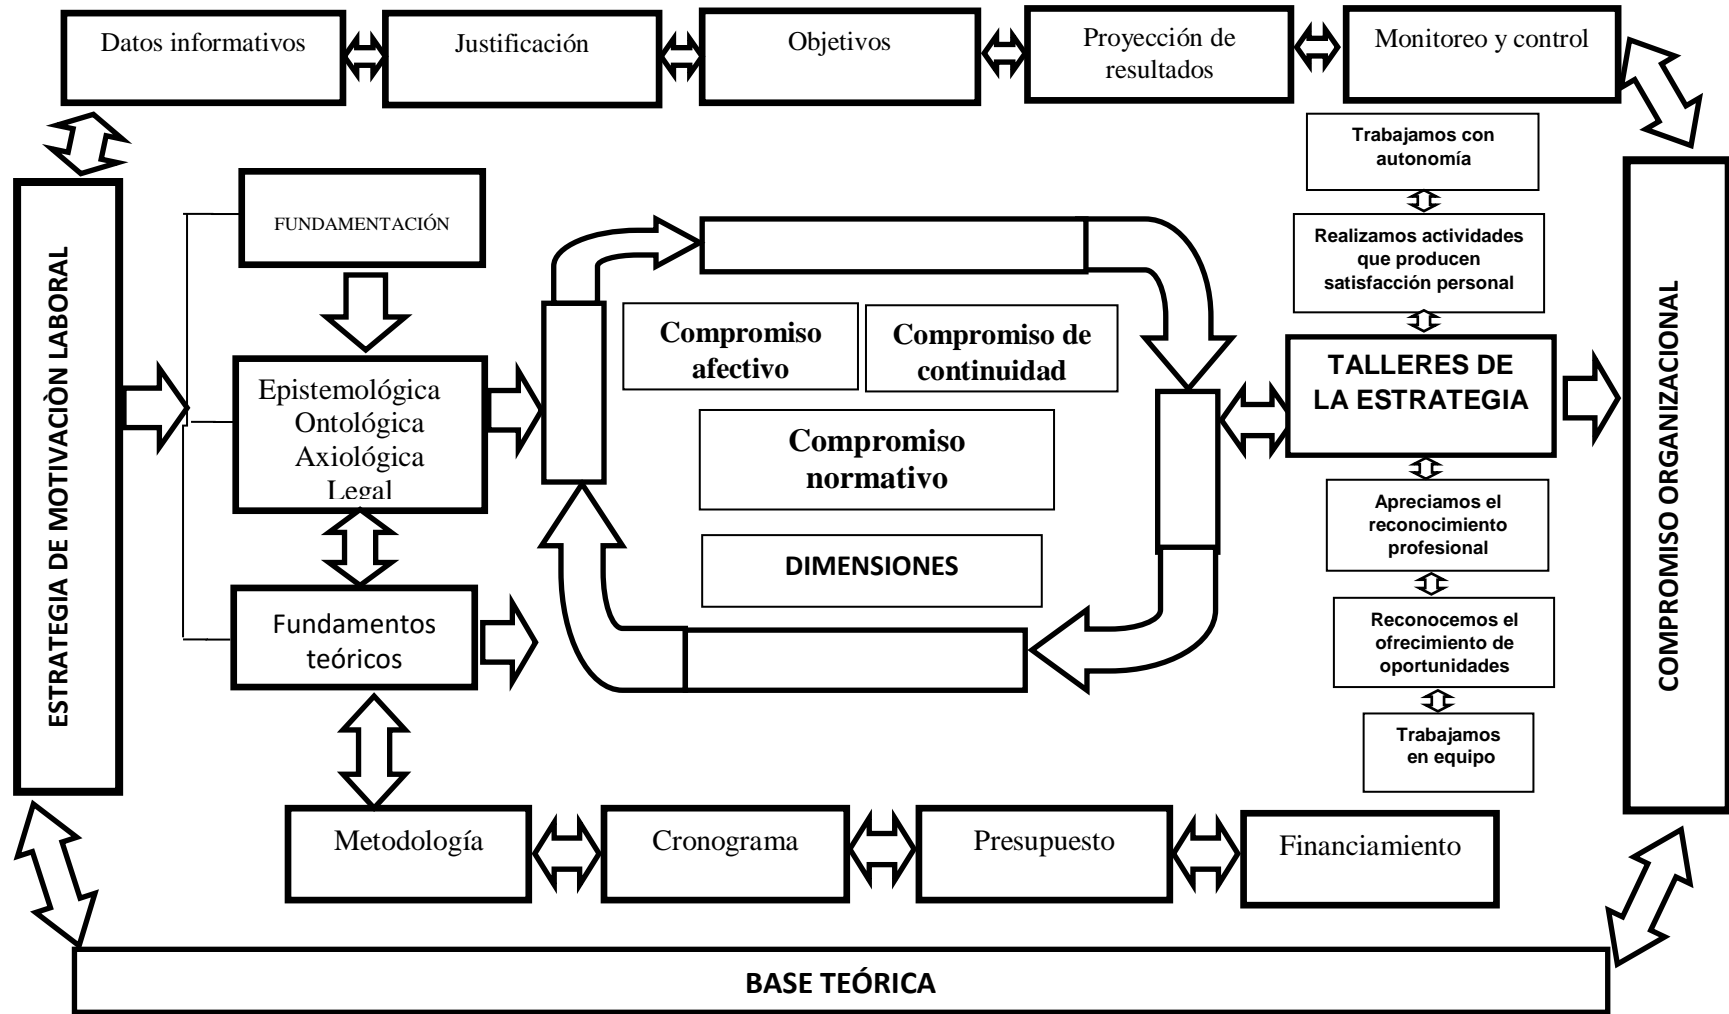 Datos informativos
Justificación
Objetivos
Proyección de
resultados
Monitoreo y control
ESTRATEGIA DE MOTIVACIÒN LABORAL
FUNDAMENTACIÓN
Epistemológica
Ontológica
Axiológica
Legal
Fundamentos
teóricos
Compromiso
afectivo
Compromiso de
continuidad
Compromiso
normativo
DIMENSIONES
Trabajamos con
autonomía
Realizamos actividades
que producen
satisfacción personal
TALLERES DE
LA ESTRATEGIA
Apreciamos el
reconocimiento
profesional
Reconocemos el
ofrecimiento de
oportunidades
Trabajamos
en equipo
COMPROMISO ORGANIZACIONAL
Metodología
Cronograma
Presupuesto
Financiamiento
BASE TEÓRICA